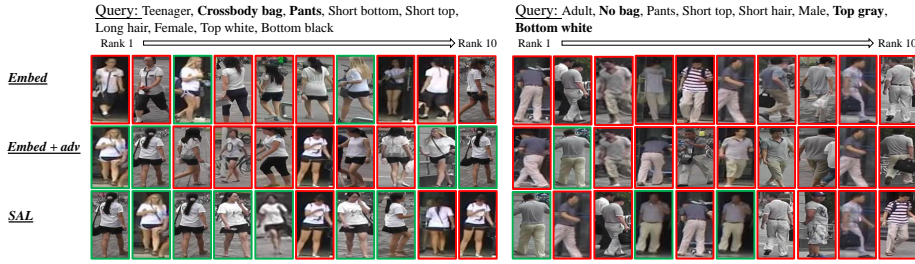 Query: Teenager, Crossbody bag, Pants, Short bottom, Short top,
Long hair, Female, Top white, Bottom black
Rank 1 Rank 10
Query: Adult, No bag, Pants, Short top, Short hair, Male, Top gray,
Bottom white
Rank 1 Rank 10
Embed
Embed + adv
SAL